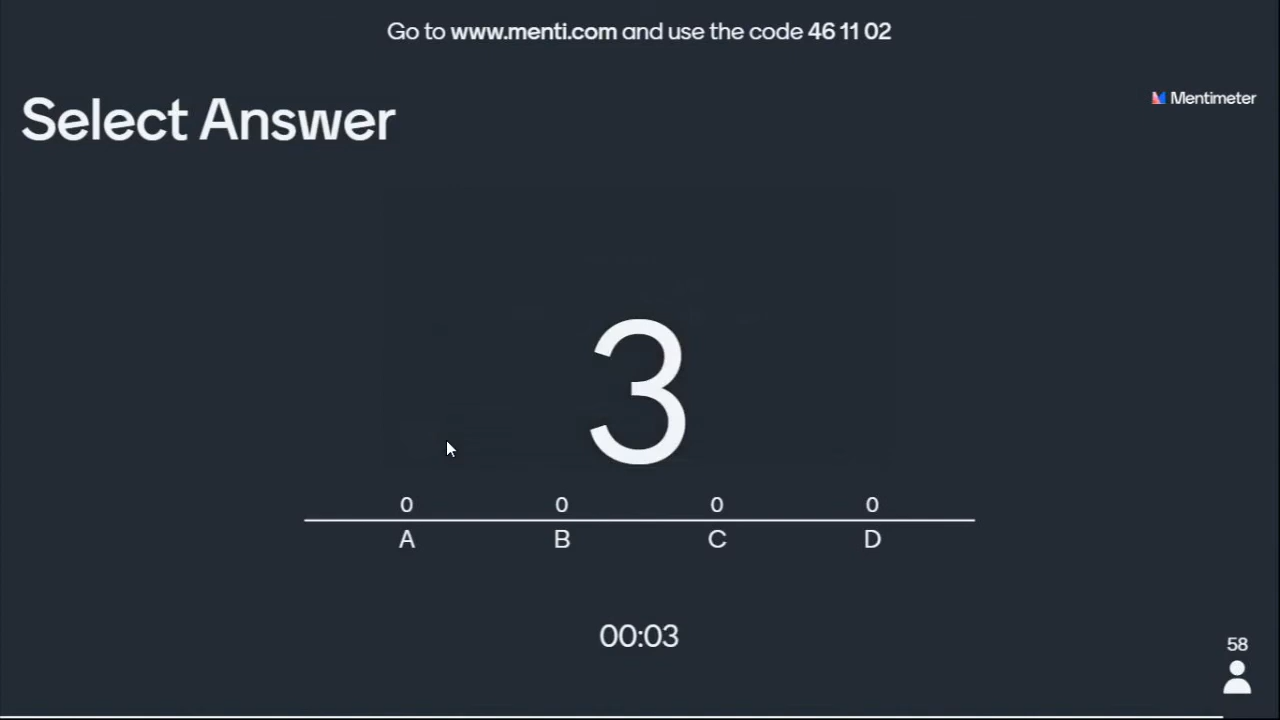 Go to www.menti.com and use the code 46 11 02
Mentimeter
Select Answer
3
0 0 0 0
A B C D
00:03
58